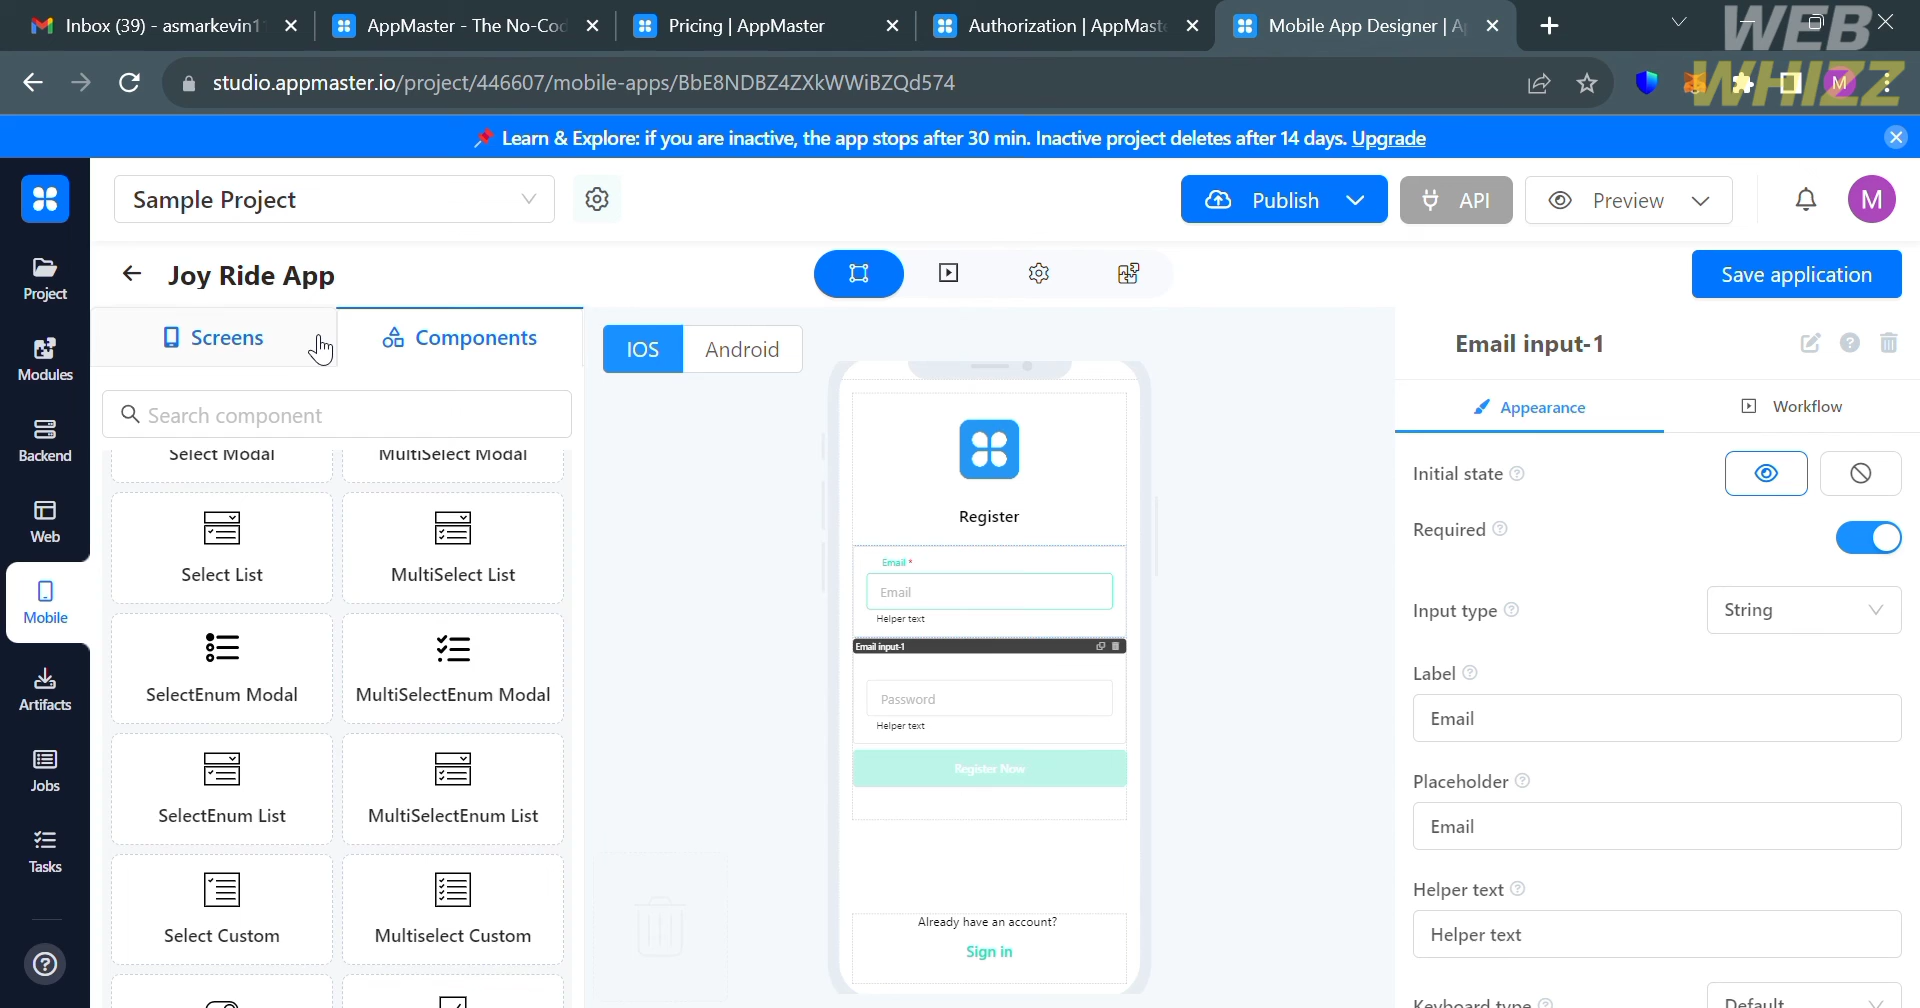 Inbox (39) - asmarkevin1
AppMaster - The No-Cod
Pricing | AppMaster
Authorization | AppMaste
Mobile App Designer | A
WEB
WHIZZ
studio.appmaster.io/project/446607/mobile-apps/BbE8NDBZ4ZXkWWiBZQd574
M
Learn & Explore: if you are inactive, the app stops after 30 min. Inactive project deletes after 14 days. Upgrade
Sample Project
Publish
API
Preview
M
Joy Ride App
Save application
Project
Modules
Backend
Web
Mobile
Artifacts
Jobs
Tasks
Screens
Components
Search component
Select Modal
MultiSelect Modal
Select List
MultiSelect List
SelectEnum Modal
MultiSelectEnum Modal
SelectEnum List
MultiSelectEnum List
Select Custom
Multiselect Custom
IOS
Android
Register
Email *
Email
Helper text
Email input-1
Password
Helper text
Register Now
Already have an account?
Sign in
Email input-1
Appearance
Workflow
Initial state
Required
Input type
String
Label
Email
Placeholder
Email
Helper text
Helper text
Keyboard type
Default